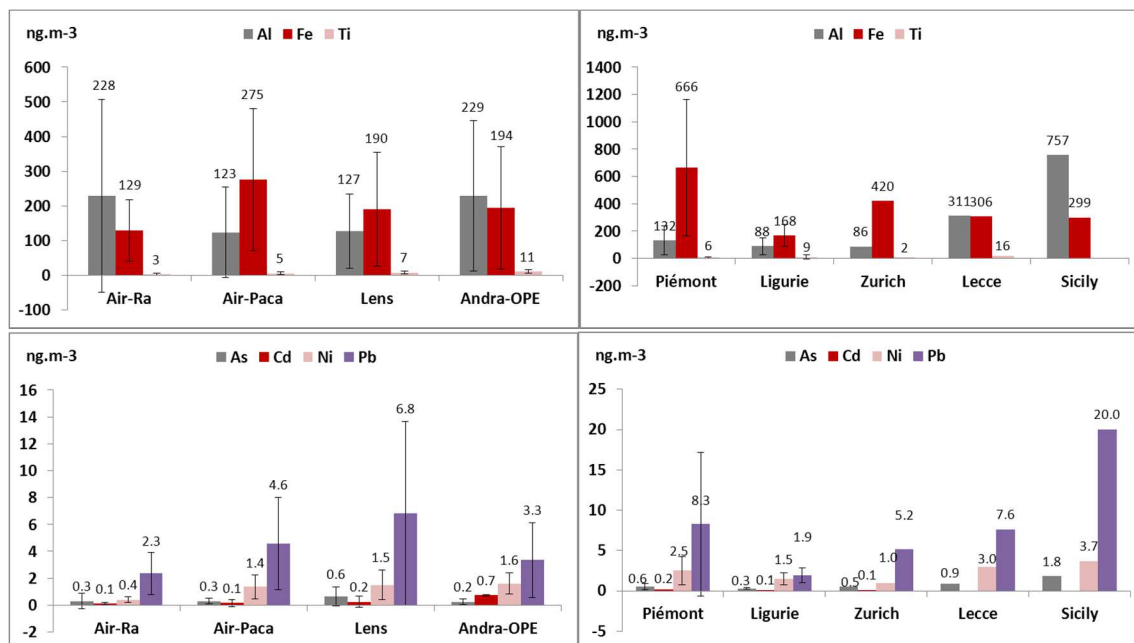 ng.m-3
Al Fe Ti
600
500
400
300
200
100
0
-100
228 129 3
123 275 5
127 190 7
229 194 11
Air-Ra Air-Paca Lens Andra-OPE
ng.m-3
Al Fe Ti
1400
1200
1000
800
600
400
200
0
-200
132 666 6
88 168 9
86 420 2
311 306 16
757 299
Piémont Ligurie Zurich Lecce Sicily
ng.m-3
As Cd Ni Pb
16
14
12
10
8
6
4
2
0
-2
0.3 0.1 0.4 2.3
0.3 0.1 1.4 4.6
0.6 0.2 1.5 6.8
0.2 0.7 1.6 3.3
Air-Ra Air-Paca Lens Andra-OPE
ng.m-3
As Cd Ni Pb
25
20
15
10
5
0
-5
0.6 0.2 2.5 8.3
0.3 0.1 1.5 1.9
0.5 0.1 1.0 5.2
0.9 3.0 7.6
1.8 3.7 20.0
Piémont Ligurie Zurich Lecce Sicily